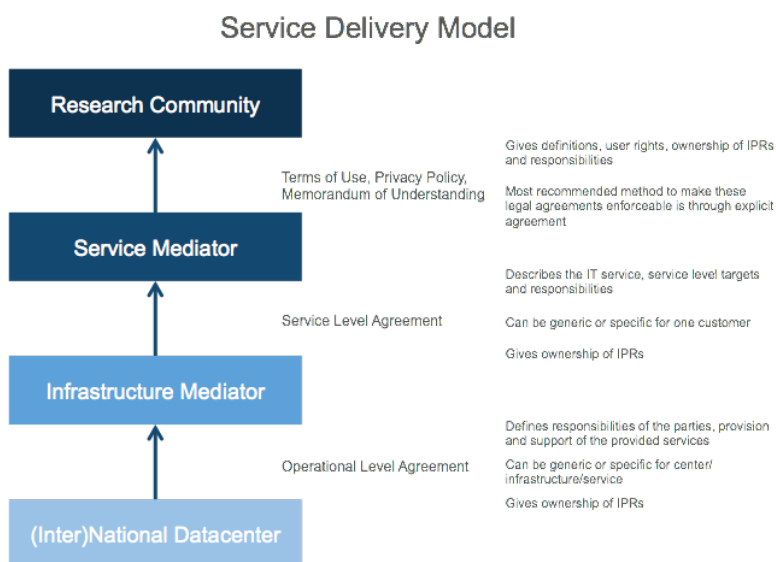 Service Delivery Model
Research Community
Gives definitions, user rights, ownership of IPRs
and responsibilities
Terms of Use, Privacy Policy,
Memorandum of Understanding
Most recommended method to make these
legal agreements enforceable is through explicit
agreement
Service Mediator
Describes the IT service, service level targets
and responsibilities
Service Level Agreement
Can be generic or specific for one customer
Gives ownership of IPRs
Infrastructure Mediator
Defines responsibilities of the parties, provision
and support of the provided services
Operational Level Agreement
Can be generic or specific for center/
infrastructure/service
Gives ownership of IPRs
(Inter)National Datacenter